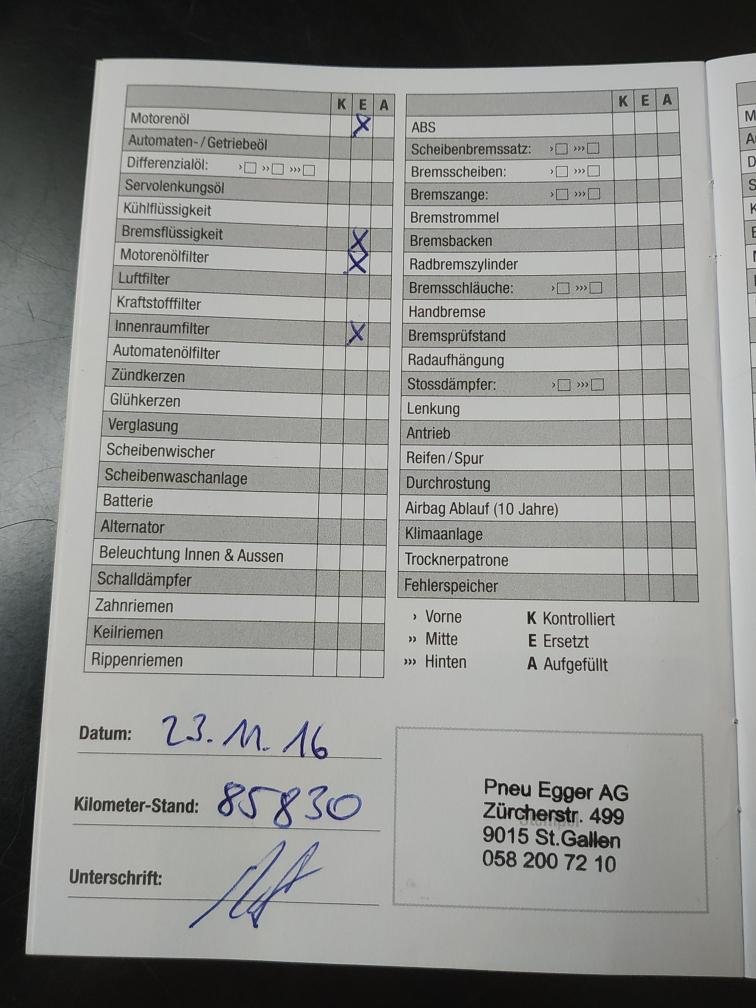 K E A
Motorenöl X
Automaten- / Getriebeöl
Differenzialöl: › ☐ ›› ☐ ››› ☐
Servolenkungsöl
Kühlflüssigkeit
Bremsflüssigkeit X
Motorenölfilter X
Luftfilter
Kraftstofffilter
Innenraumfilter X
Automatenölfilter
Zündkerzen
Glühkerzen
Verglasung
Scheibenwischer
Scheibenwaschanlage
Batterie
Alternator
Beleuchtung Innen & Aussen
Schalldämpfer
Zahnriemen
Keilriemen
Rippenriemen
K E A
ABS
Scheibenbremssatz: › ☐ ››› ☐
Bremsscheiben: › ☐ ››› ☐
Bremszange: › ☐ ››› ☐
Bremstrommel
Bremsbacken
Radbremszylinder
Bremsschläuche: › ☐ ››› ☐
Handbremse
Bremsprüfstand
Radaufhängung
Stossdämpfer: › ☐ ››› ☐
Lenkung
Antrieb
Reifen / Spur
Durchrostung
Airbag Ablauf (10 Jahre)
Klimaanlage
Trocknerpatrone
Fehlerspeicher
› Vorne K Kontrolliert
›› Mitte E Ersetzt
››› Hinten A Aufgefüllt
Datum: 23.11.16
Kilometer-Stand: 85830
Unterschrift:
Pneu Egger AG
Zürcherstr. 499
9015 St.Gallen
058 200 72 10